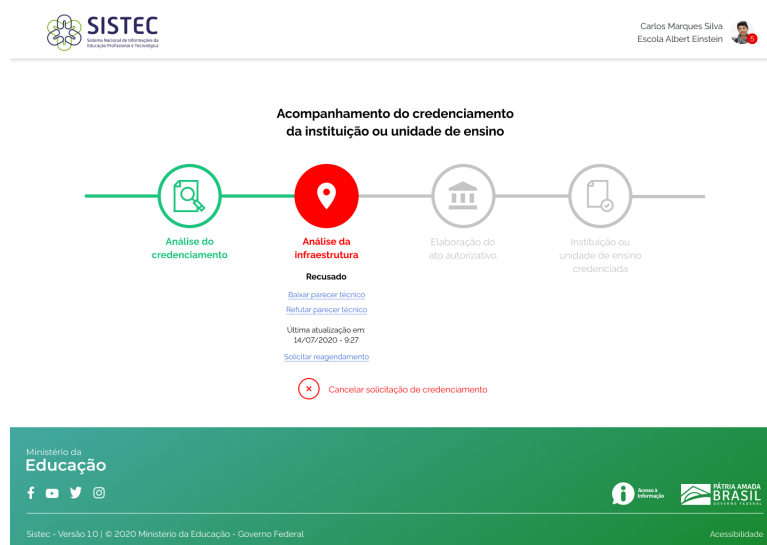 SISTEC
Sistema Nacional de Informações da
Educação Profissional e Tecnológica
Carlos Marques Silva
Escola Albert Einstein
5
Acompanhamento do credenciamento
da instituição ou unidade de ensino
Análise do
credenciamento
Análise da
infraestrutura
Elaboração do
ato autorizativo
Instituição ou
unidade de ensino
credenciada
Recusado
Baixar parecer técnico
Refutar parecer técnico
Última atualização em:
14/07/2020 - 9:27
Solicitar reagendamento
Cancelar solicitação de credenciamento
Ministério da
Educação
Acesso à
Informação
PÁTRIA AMADA
BRASIL
GOVERNO FEDERAL
Sistec - Versão 1.0 | © 2020 Ministério da Educação - Governo Federal
Acessibilidade